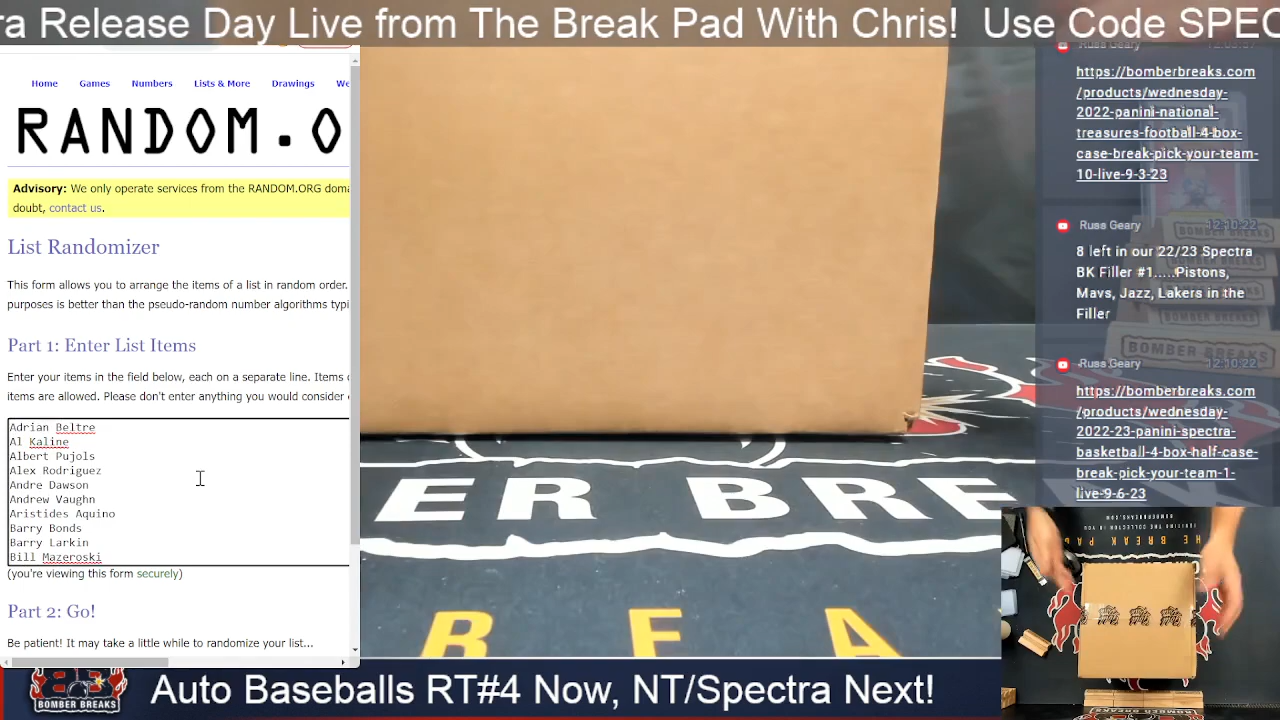 ra Release Day Live from The Break Pad With Chris!  Use Code SPEC
Home Games Numbers Lists & More Drawings We
RANDOM.O
Advisory: We only operate services from the RANDOM.ORG doma
doubt, contact us.
List Randomizer
This form allows you to arrange the items of a list in random order.
purposes is better than the pseudo-random number algorithms typi
Part 1: Enter List Items
Enter your items in the field below, each on a separate line. Items c
items are allowed. Please don't enter anything you would consider
Adrian Beltre
Al Kaline
Albert Pujols
Alex Rodriguez
Andre Dawson
Andrew Vaughn
Aristides Aquino
Barry Bonds
Barry Larkin
Bill Mazeroski
(you're viewing this form securely)
Part 2: Go!
Be patient! It may take a little while to randomize your list...
ER BRE
B E A
Russ Geary
https://bomberbreaks.com
/products/wednesday-
2022-panini-national-
treasures-football-4-box-
case-break-pick-your-team-
10-live-9-3-23
Russ Geary 12:10:22
8 left in our 22/23 Spectra
BK Filler #1.....Pistons,
Mavs, Jazz, Lakers in the
Filler
BOMBER BREAKS
Russ Geary 12:10:22
https://bomberbreaks.com
/products/wednesday-
2022-23-panini-spectra-
basketball-4-box-half-case-
break-pick-your-team-1-
live-9-6-23
BOMBER BREAKS
Auto Baseballs RT#4 Now, NT/Spectra Next!